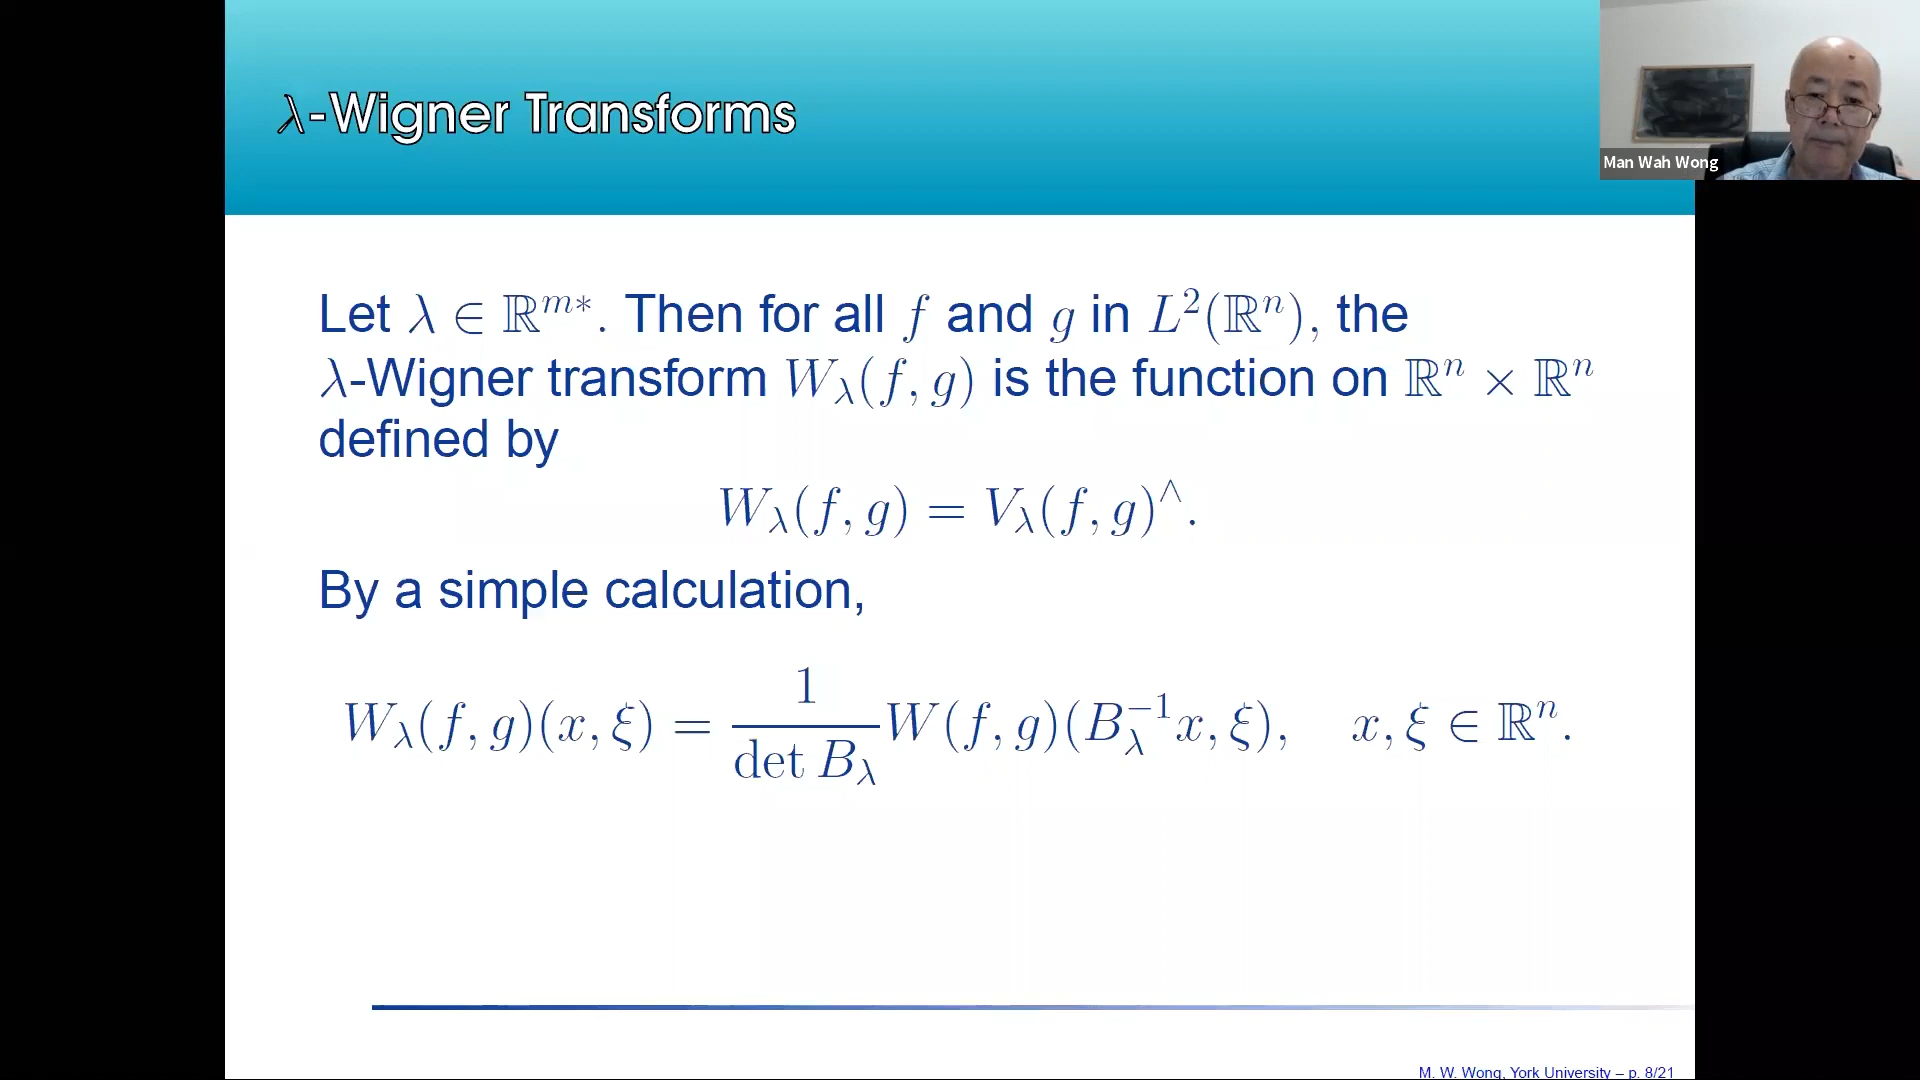 λ-Wigner Transforms
Man Wah Wong
Let λ ∈ ℝ^{m*}. Then for all f and g in L²(ℝⁿ), the
λ-Wigner transform W_λ(f, g) is the function on ℝⁿ × ℝⁿ
defined by
W_λ(f, g) = V_λ(f, g)^∧.
By a simple calculation,
W_λ(f, g)(x, ξ) = \frac{1}{det B_λ} W(f, g)(B_λ^{-1}x, ξ), x, ξ ∈ ℝⁿ.
M. W. Wong, York University – p. 8/21